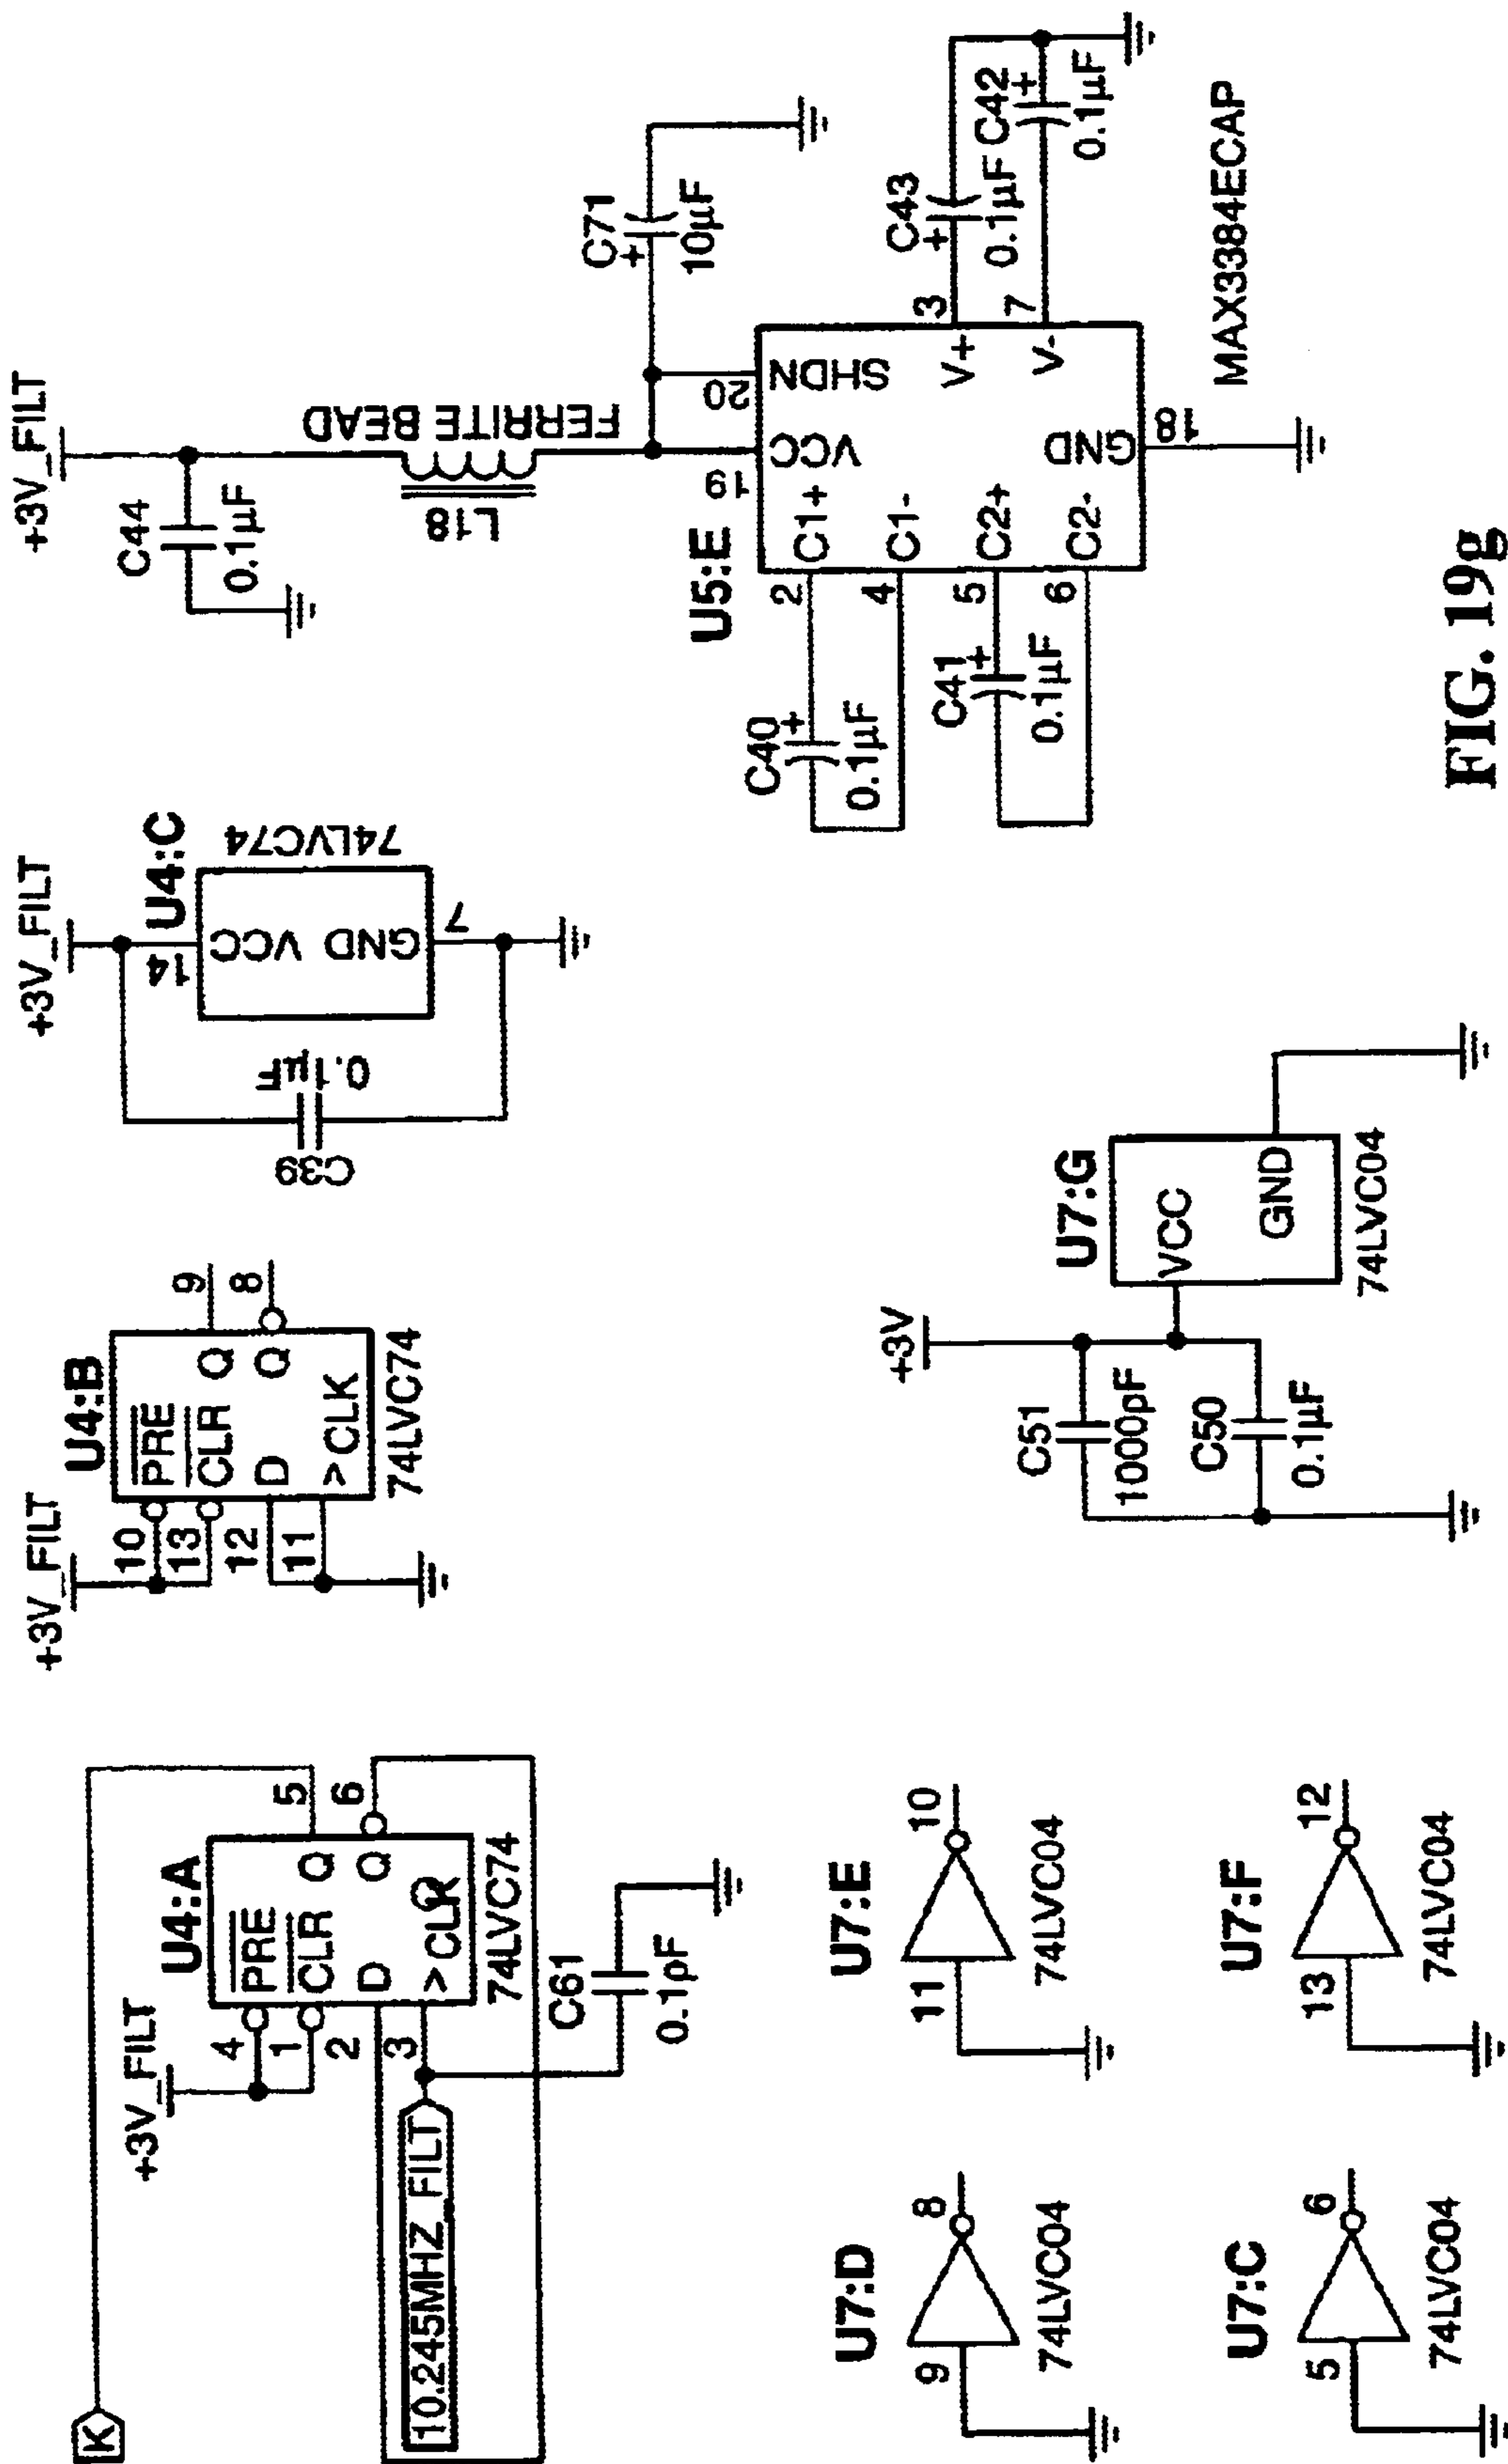 K
+3V_FILT
U4:A
4
PRE
1
CLR
2
D
3
>CLK
Q
Q
Q
5
6
74LVC74
10.245MHZ_FILT
C61
0.1pF
+3V_FILT
U4:B
10
PRE
13
CLR
12
D
11
>CLK
Q
Q
9
8
74LVC74
+3V_FILT
U4:C
14
VCC
GND
7
74LVC74
C39
0.1µF
+3V_FILT
C44
0.1µF
L18
FERRITE BEAD
C71
+
10µF
U5:E
19
VCC
20
SHDN
2
C1+
4
C1-
5
C2+
6
C2-
V+
3
V-
7
GND
18
C40
+
0.1µF
C41
+
0.1µF
C43
+
0.1µF
C42
+
0.1µF
MAX3384ECAP
U7:D
9
8
74LVC04
U7:E
11
10
74LVC04
U7:C
5
6
74LVC04
U7:F
13
12
74LVC04
+3V
C51
1000pF
C50
0.1µF
U7:G
VCC
GND
74LVC04
FIG. 19g